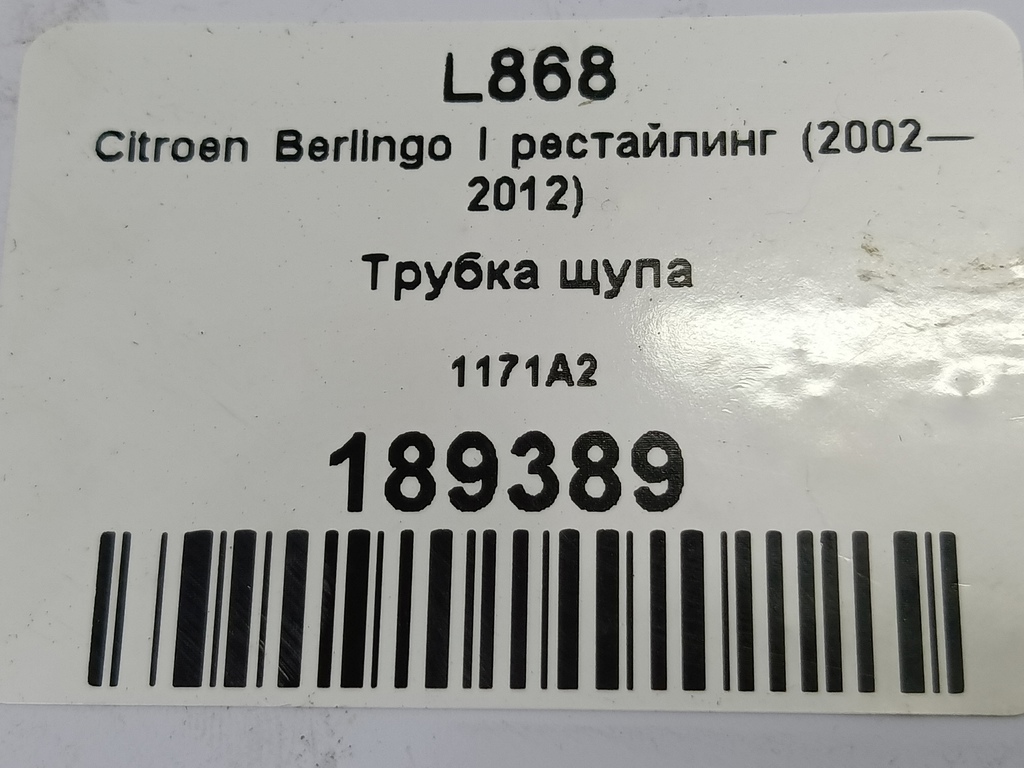 L868
Citroen Berlingo I рестайлинг (2002—
2012)
Трубка щупа
1171A2
189389